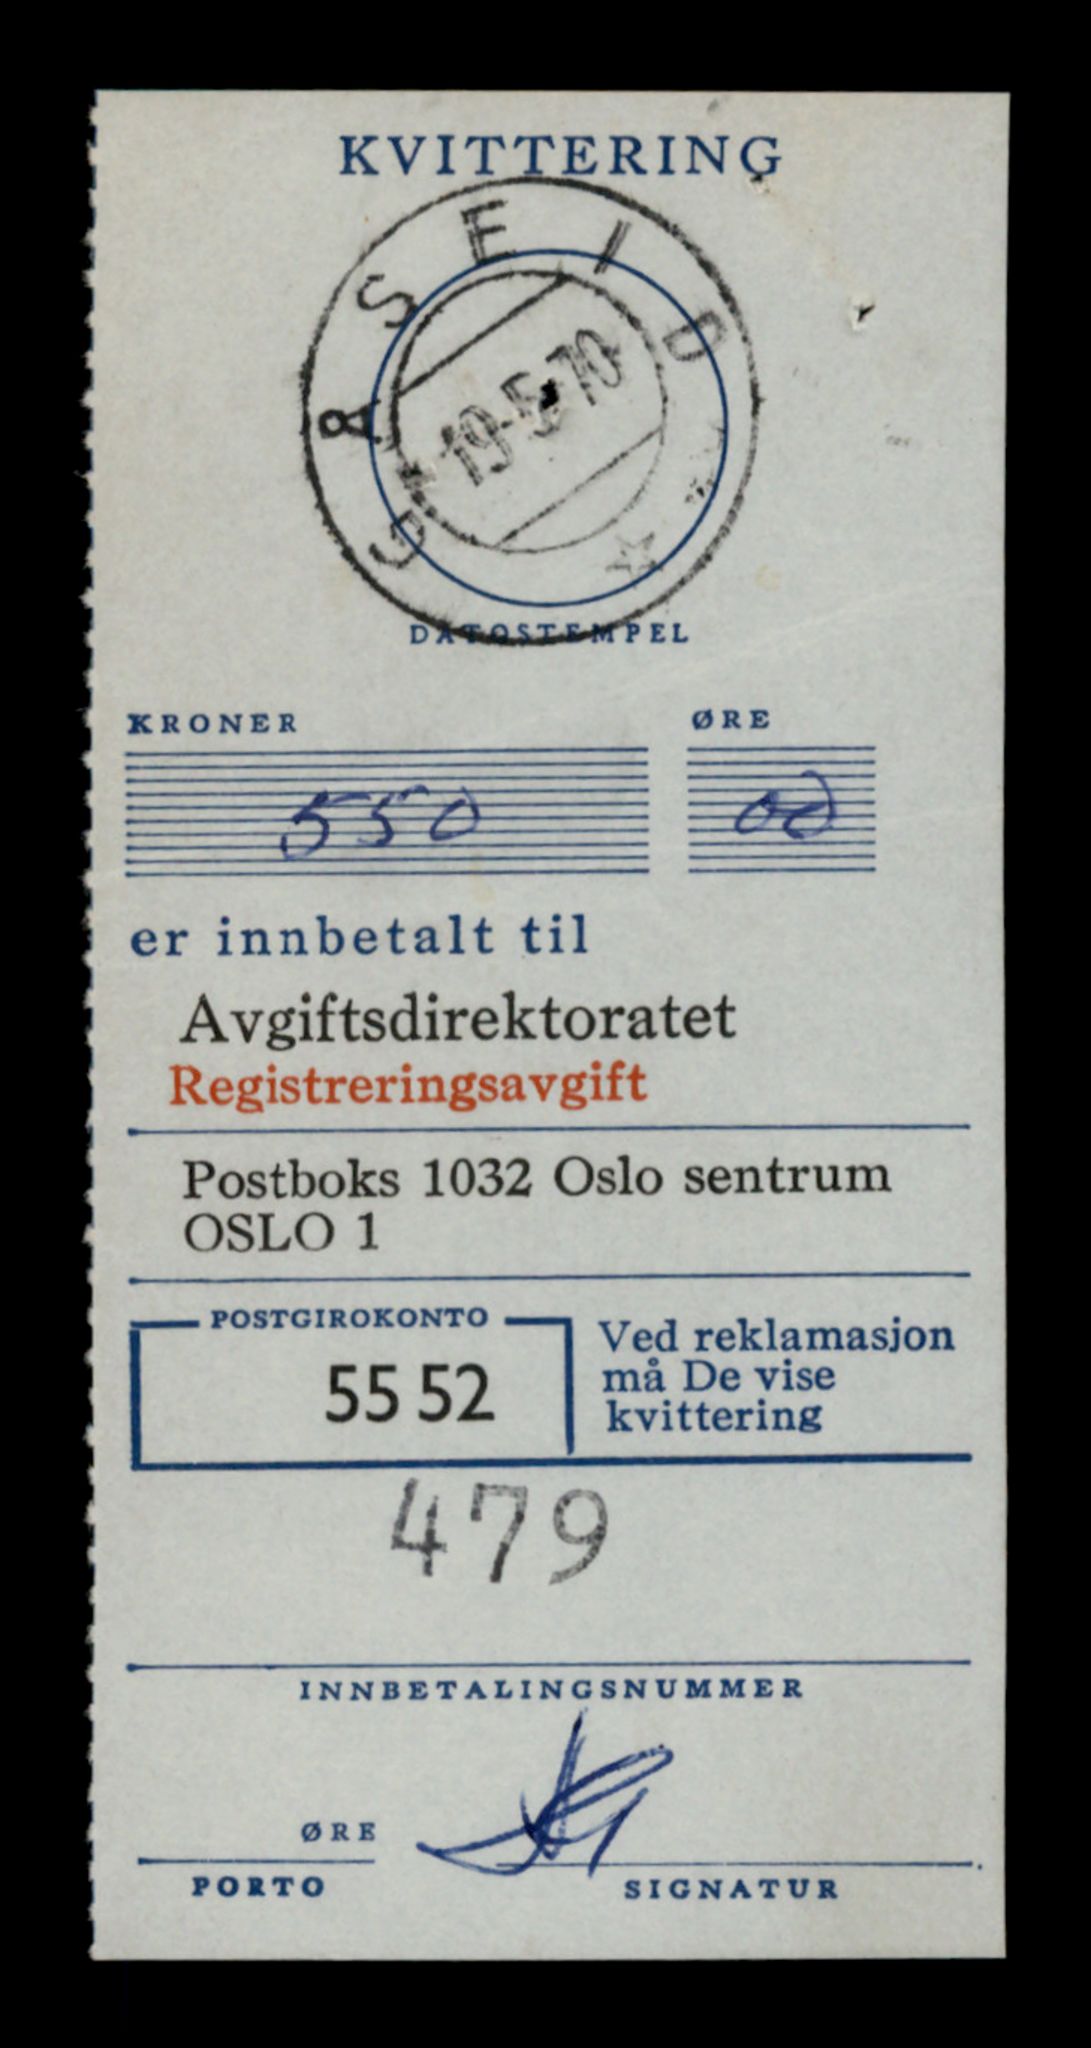 KVITTERING
GÅSEID
19-5-70
DATOSTEMPEL
KRONER ØRE
550 00
er innbetalt til
Avgiftsdirektoratet
Registreringsavgift
Postboks 1032 Oslo sentrum
OSLO 1
POSTGIROKONTO
55 52
Ved reklamasjon
må De vise
kvittering
479
INNBETALINGSNUMMER
ØRE
PORTO SIGNATUR